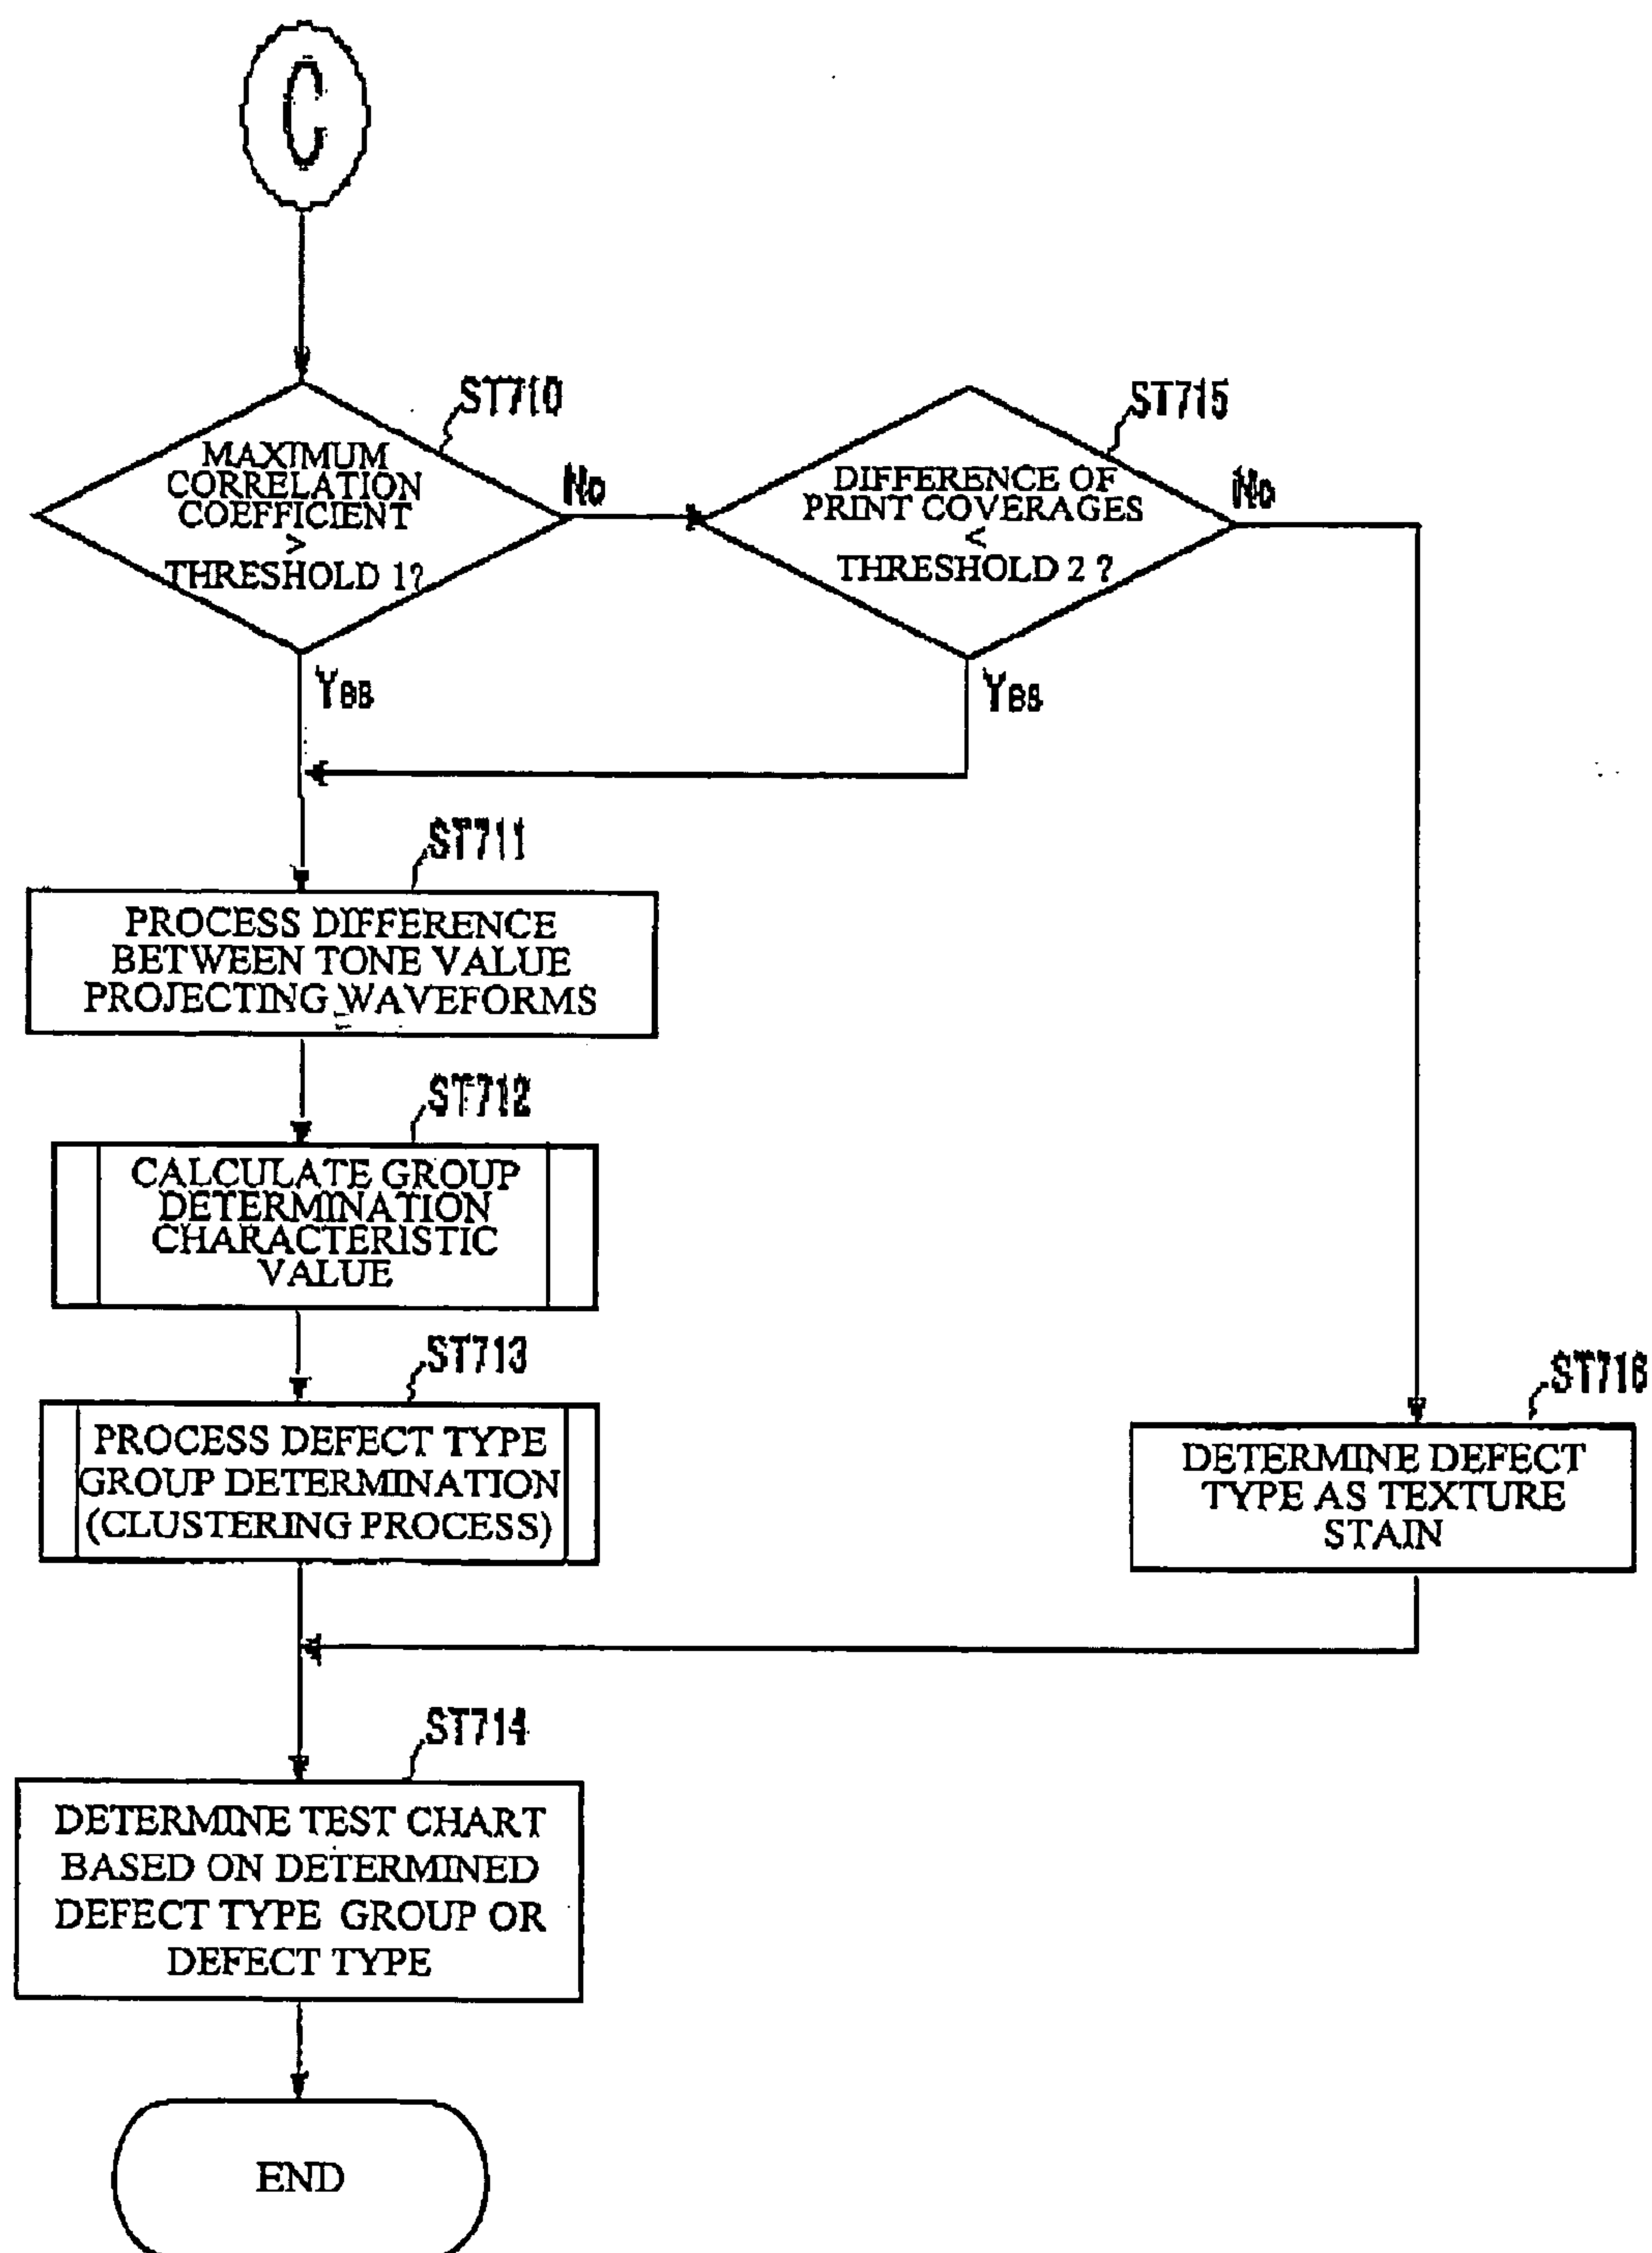 C
ST710
MAXIMUM
CORRELATION
COEFFICIENT
>
THRESHOLD 1?
No
Yes
ST715
DIFFERENCE OF
PRINT COVERAGES
<
THRESHOLD 2 ?
No
Yes
ST711
PROCESS DIFFERENCE
BETWEEN TONE VALUE
PROJECTING WAVEFORMS
ST712
CALCULATE GROUP
DETERMINATION
CHARACTERISTIC
VALUE
ST713
PROCESS DEFECT TYPE
GROUP DETERMINATION
(CLUSTERING PROCESS)
ST716
DETERMINE DEFECT
TYPE AS TEXTURE
STAIN
ST714
DETERMINE TEST CHART
BASED ON DETERMINED
DEFECT TYPE GROUP OR
DEFECT TYPE
END